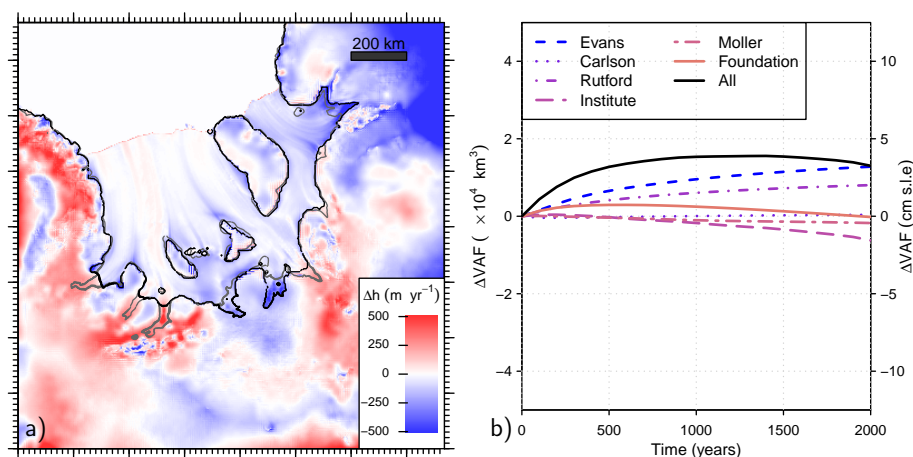 200 km
Δh (m yr⁻¹)
500
250
0
−250
−500
a)
Evans
Carlson
Rutford
Institute
Moller
Foundation
All
4
2
0
−2
−4
ΔVAF ( ×10⁴ km³)
10
5
0
−5
−10
ΔVAF (cm s.l.e)
0
500
1000
1500
2000
Time (years)
b)